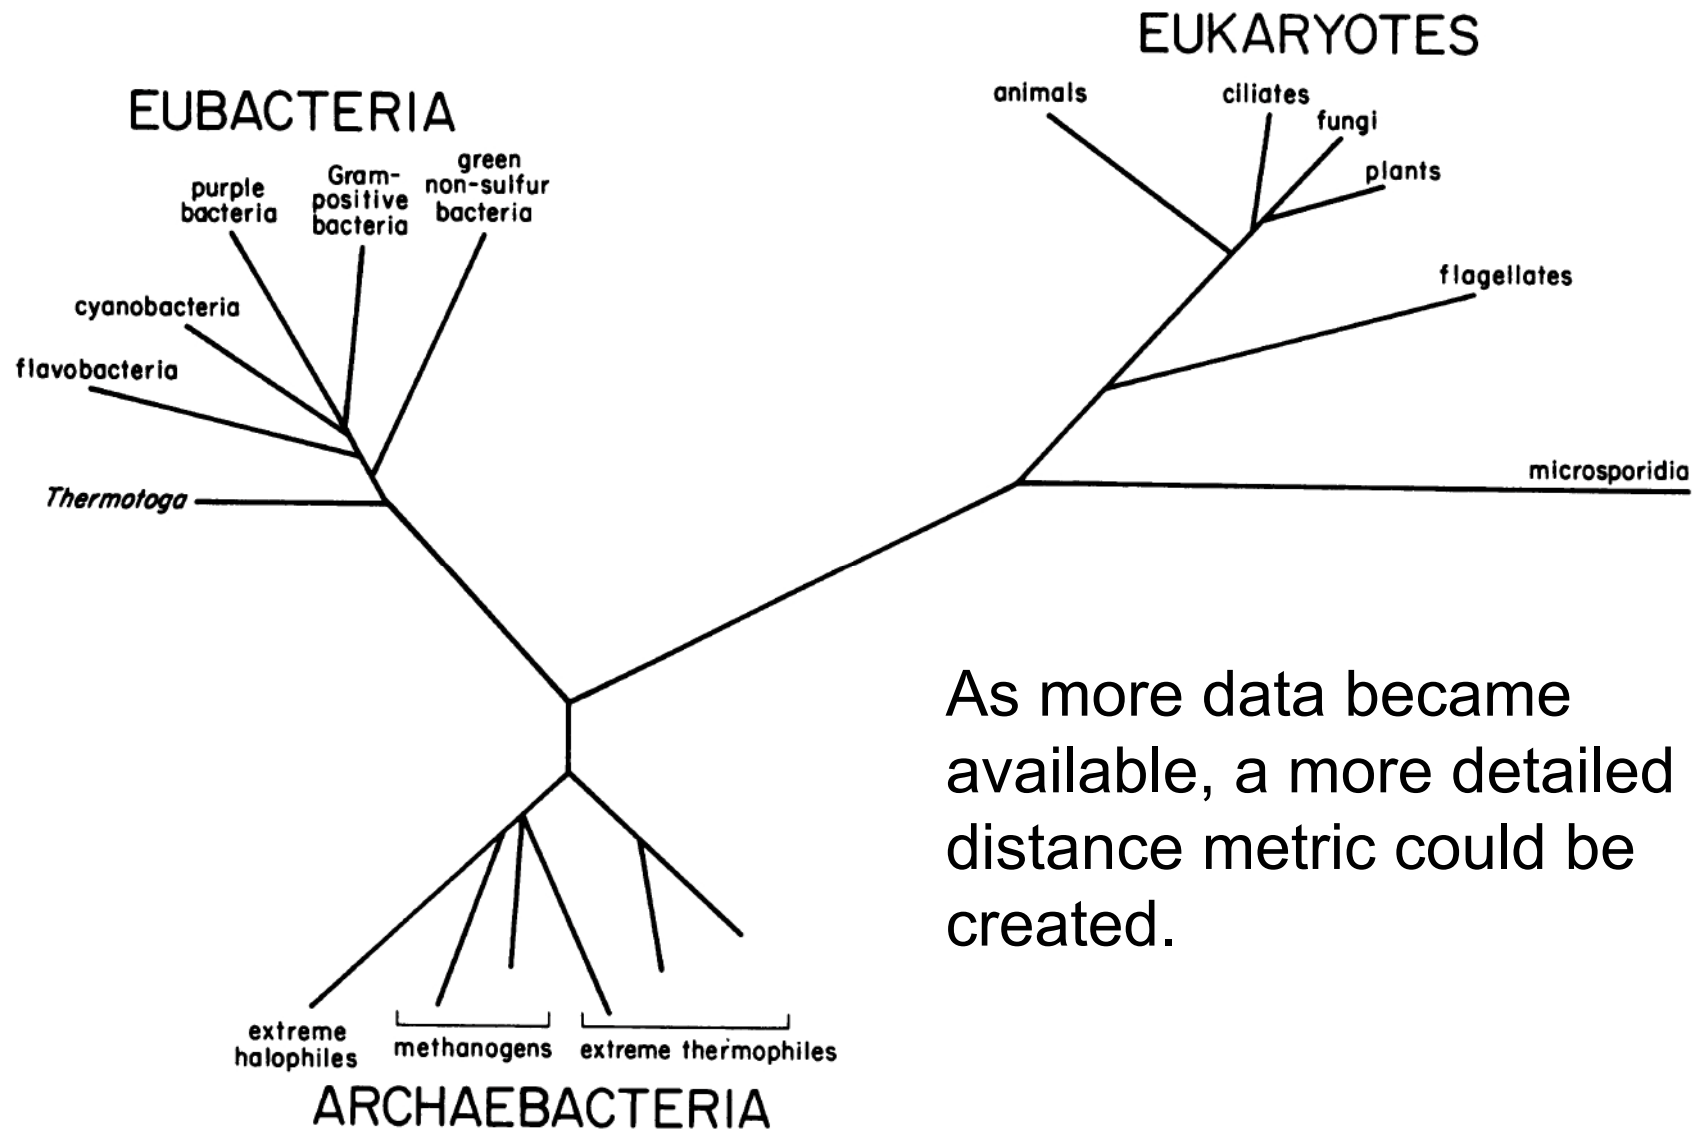 EUKARYOTES
animals
ciliates
fungi
plants
flagellates
microsporidia
EUBACTERIA
green
non-sulfur
bacteria
Gram-
positive
bacteria
purple
bacteria
cyanobacteria
flavobacteria
Thermotoga
As more data became
available, a more detailed
distance metric could be
created.
extreme
halophiles
methanogens
extreme thermophiles
ARCHAEBACTERIA